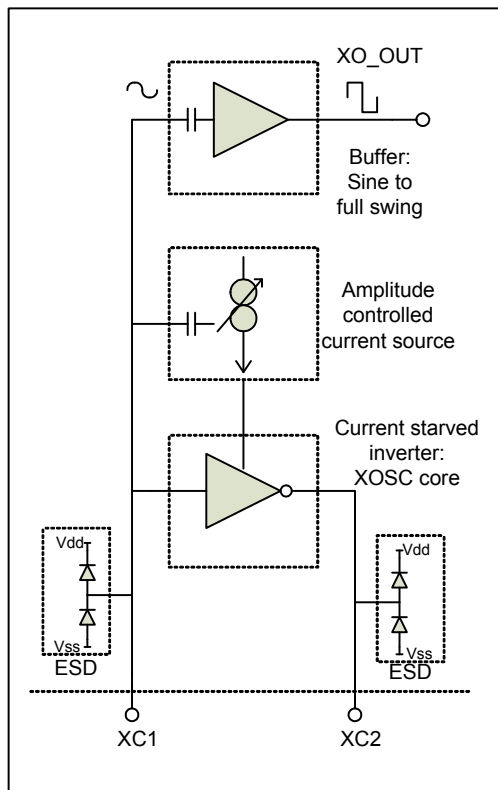 XO_OUT
Buffer:
Sine to
full swing
Amplitude
controlled
current source
Current starved
inverter:
XOSC core
Vdd
Vss
ESD
Vdd
Vss
ESD
XC1
XC2